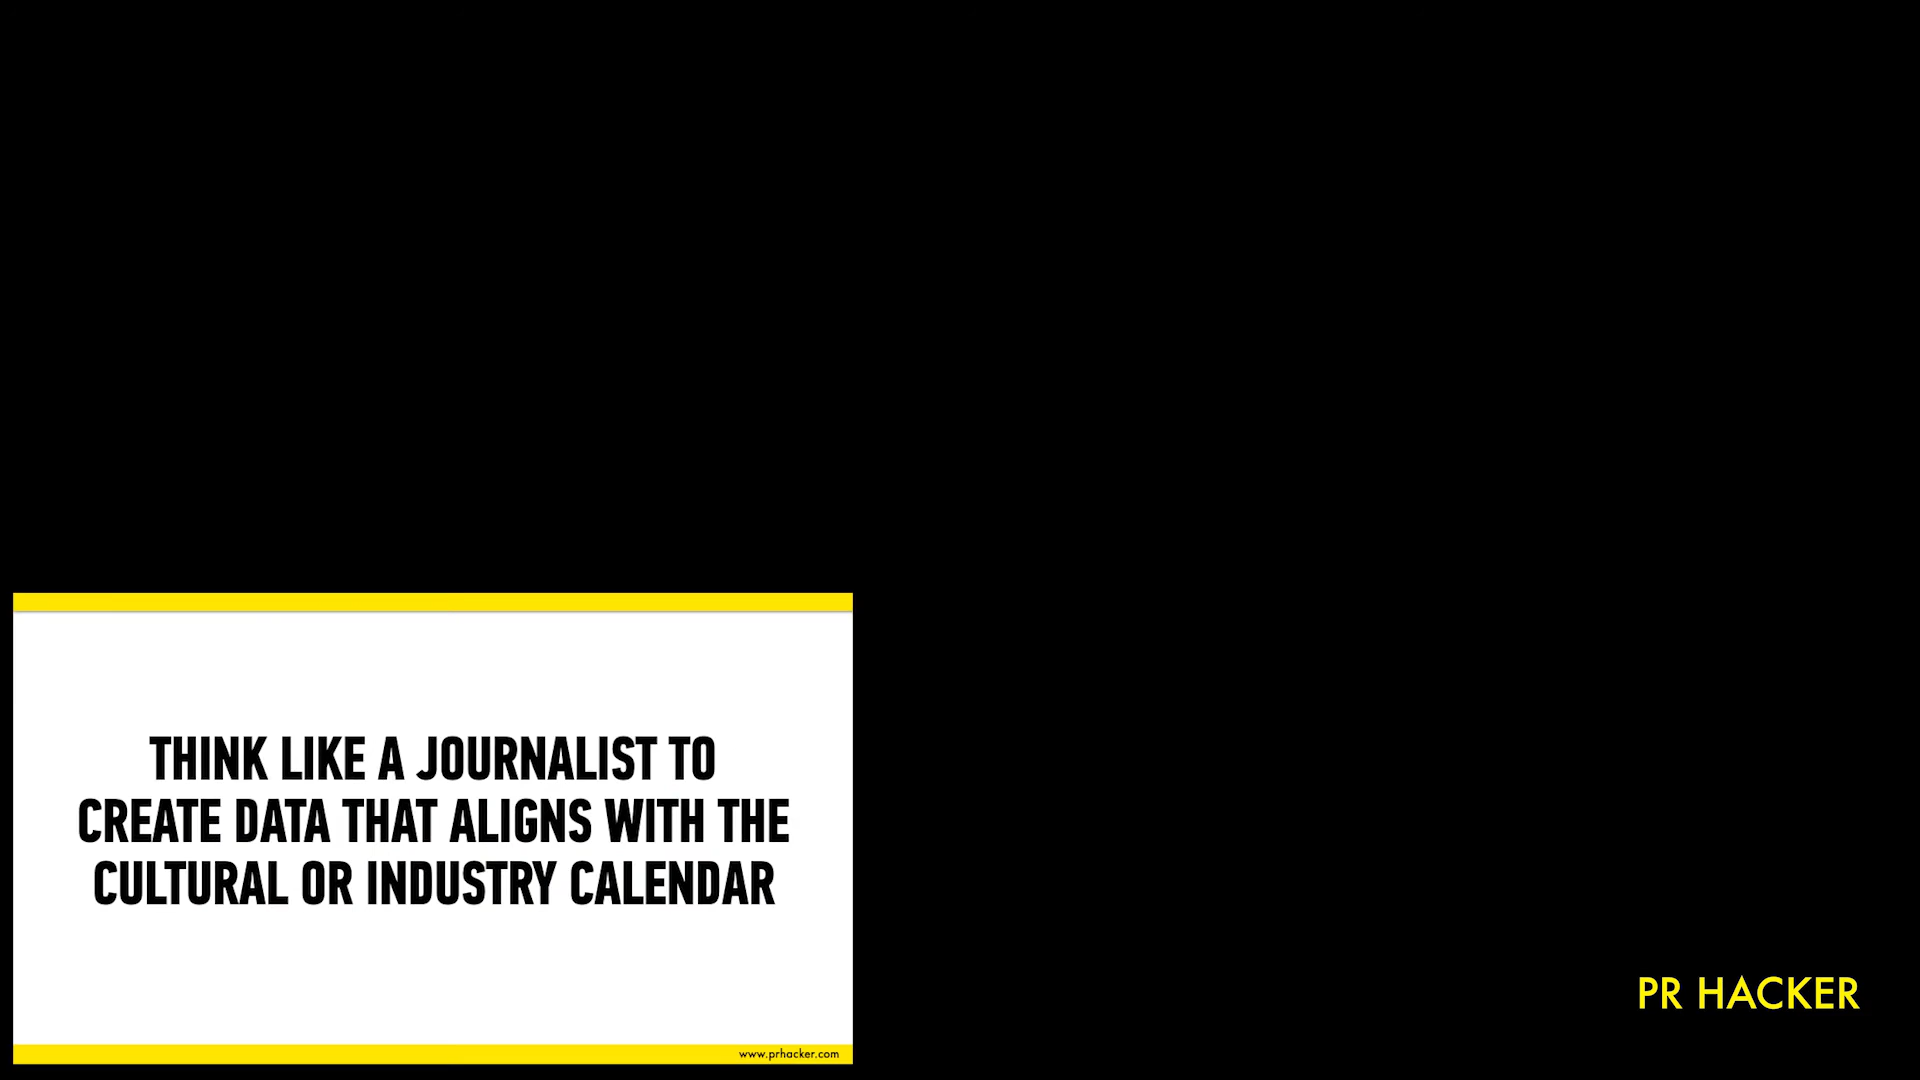 THINK LIKE A JOURNALIST TO
CREATE DATA THAT ALIGNS WITH THE
CULTURAL OR INDUSTRY CALENDAR
www.prhacker.com
PR HACKER